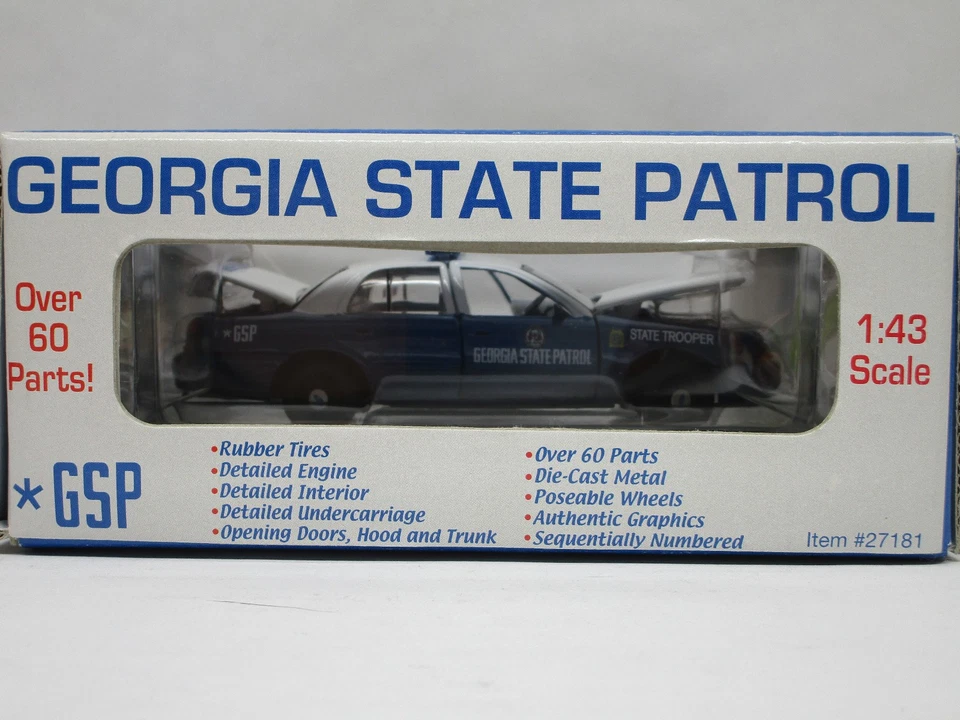 GEORGIA STATE PATROL
Over
60
Parts!
*GSP
GEORGIA STATE PATROL
STATE TROOPER
1:43
Scale
*GSP
•Rubber Tires
•Detailed Engine
•Detailed Interior
•Detailed Undercarriage
•Opening Doors, Hood and Trunk
•Over 60 Parts
•Die-Cast Metal
•Poseable Wheels
•Authentic Graphics
•Sequentially Numbered
Item #27181